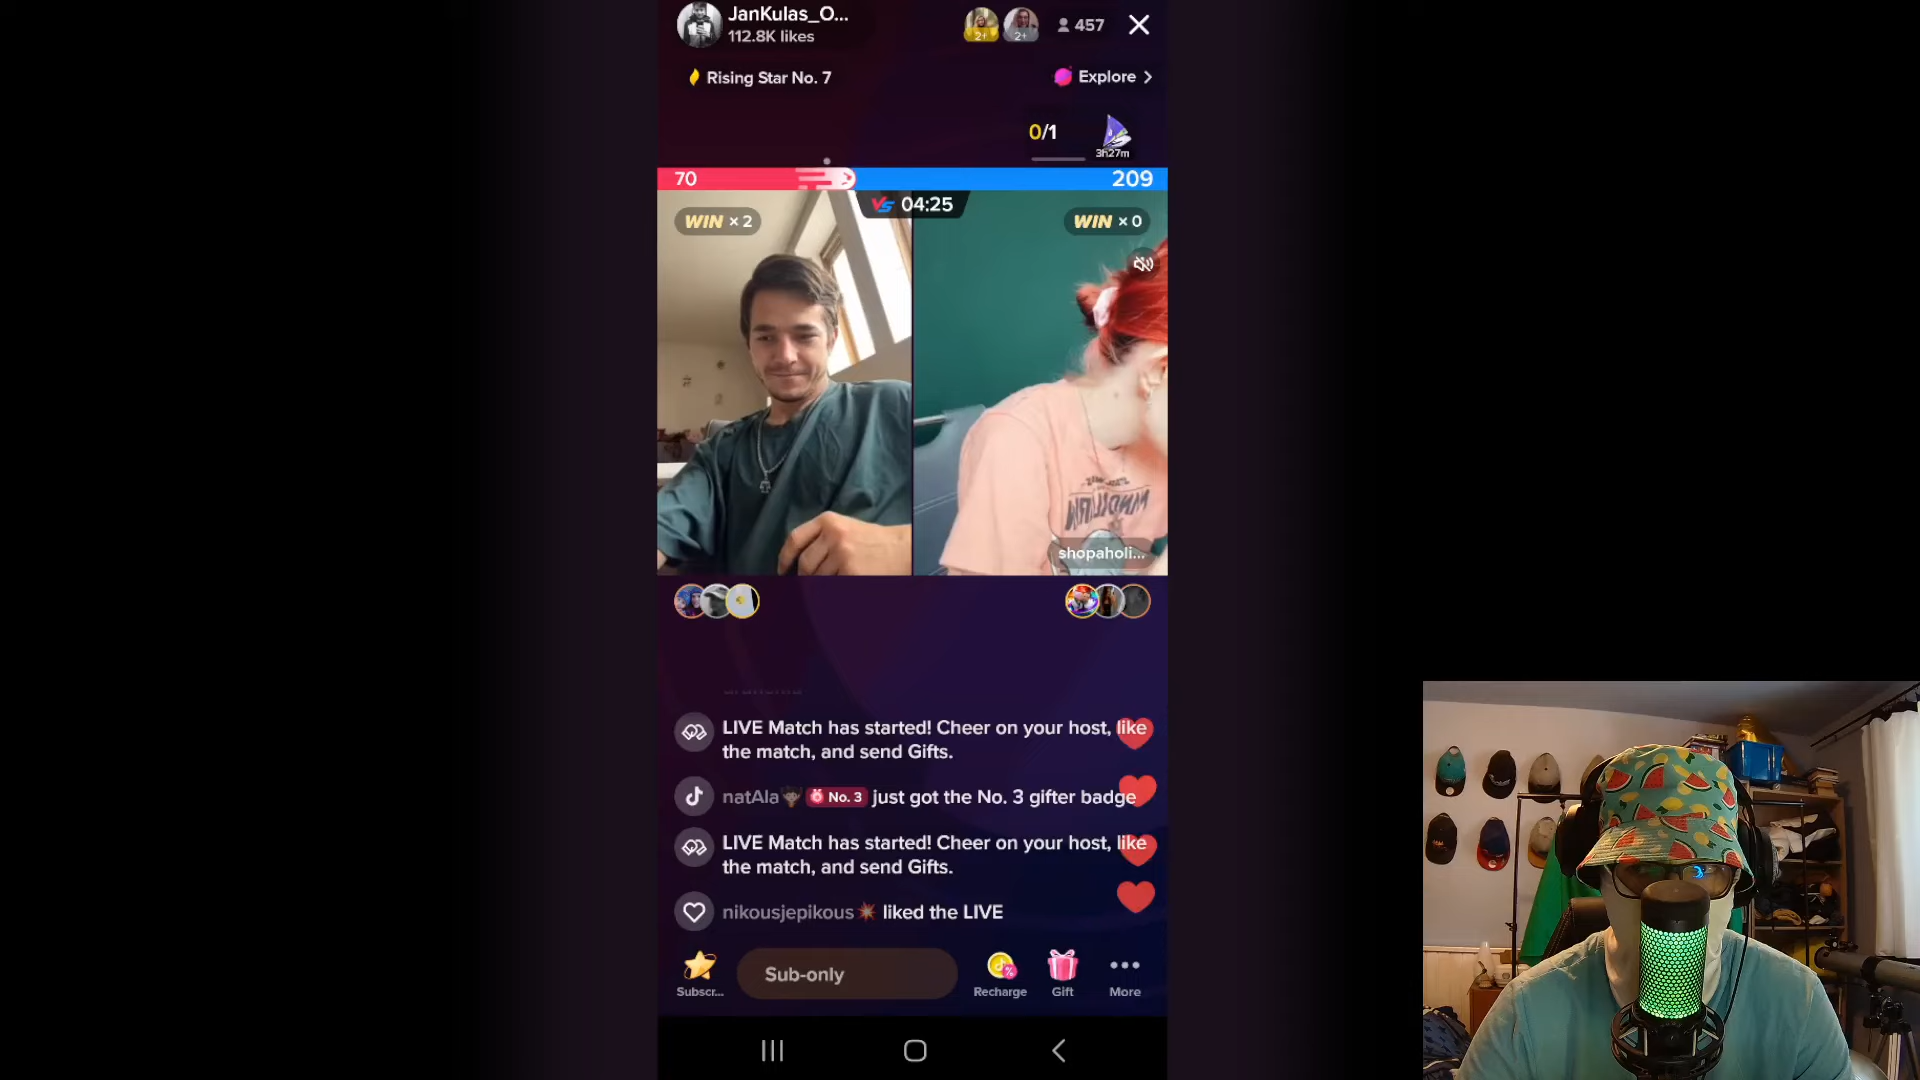 JanKulas_O...
112.8K likes
2+
2+
457
Rising Star No. 7
Explore
0/1
3h27m
70
209
WIN × 2
VS 04:25
WIN × 0
shopaholi...
LIVE Match has started! Cheer on your host, like
the match, and send Gifts.
natAla No. 3 just got the No. 3 gifter badge
LIVE Match has started! Cheer on your host, like
the match, and send Gifts.
nikousjepikous liked the LIVE
Subscr...
Sub-only
Recharge
Gift
More